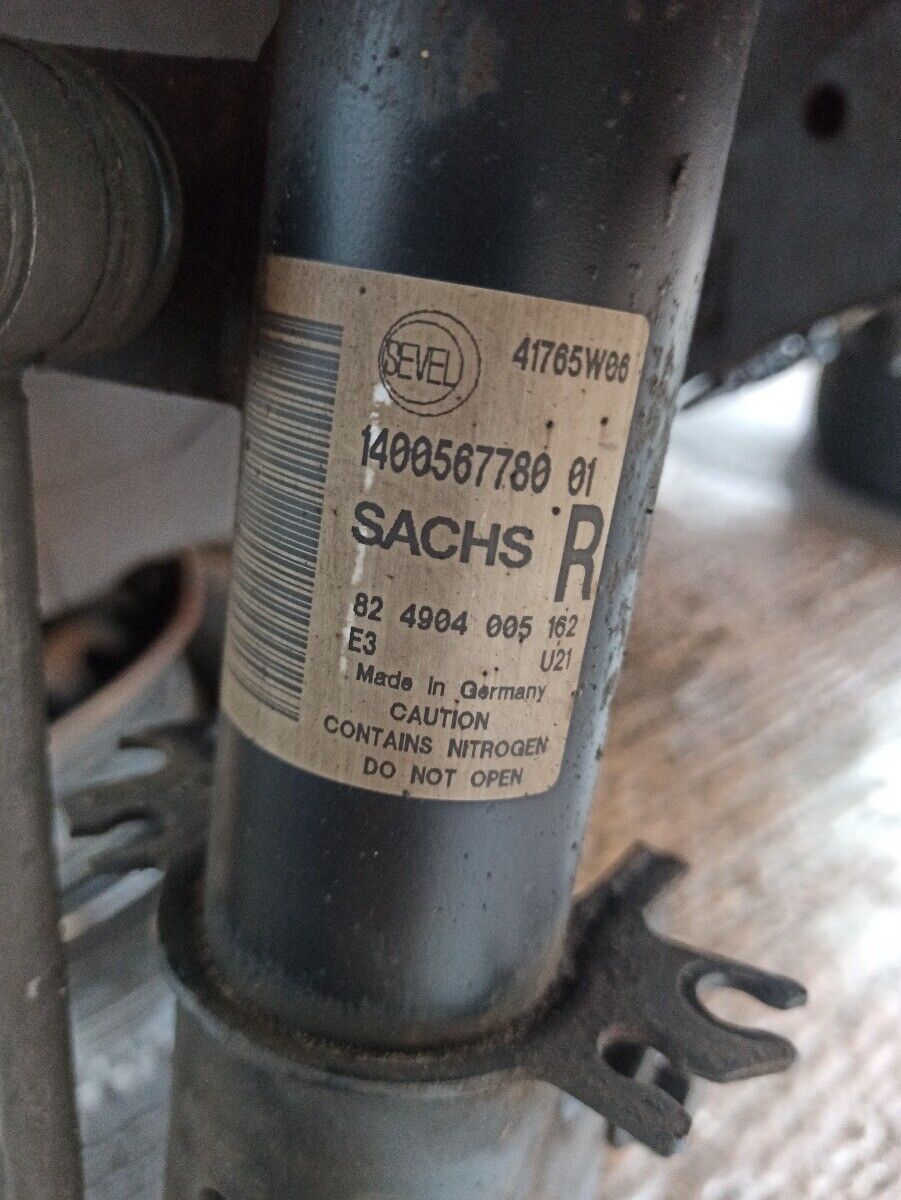 SEVEL
41765W06
1400567780 01
SACHS R
82 4904 005 162
E3 U21
Made in Germany
CAUTION
CONTAINS NITROGEN
DO NOT OPEN